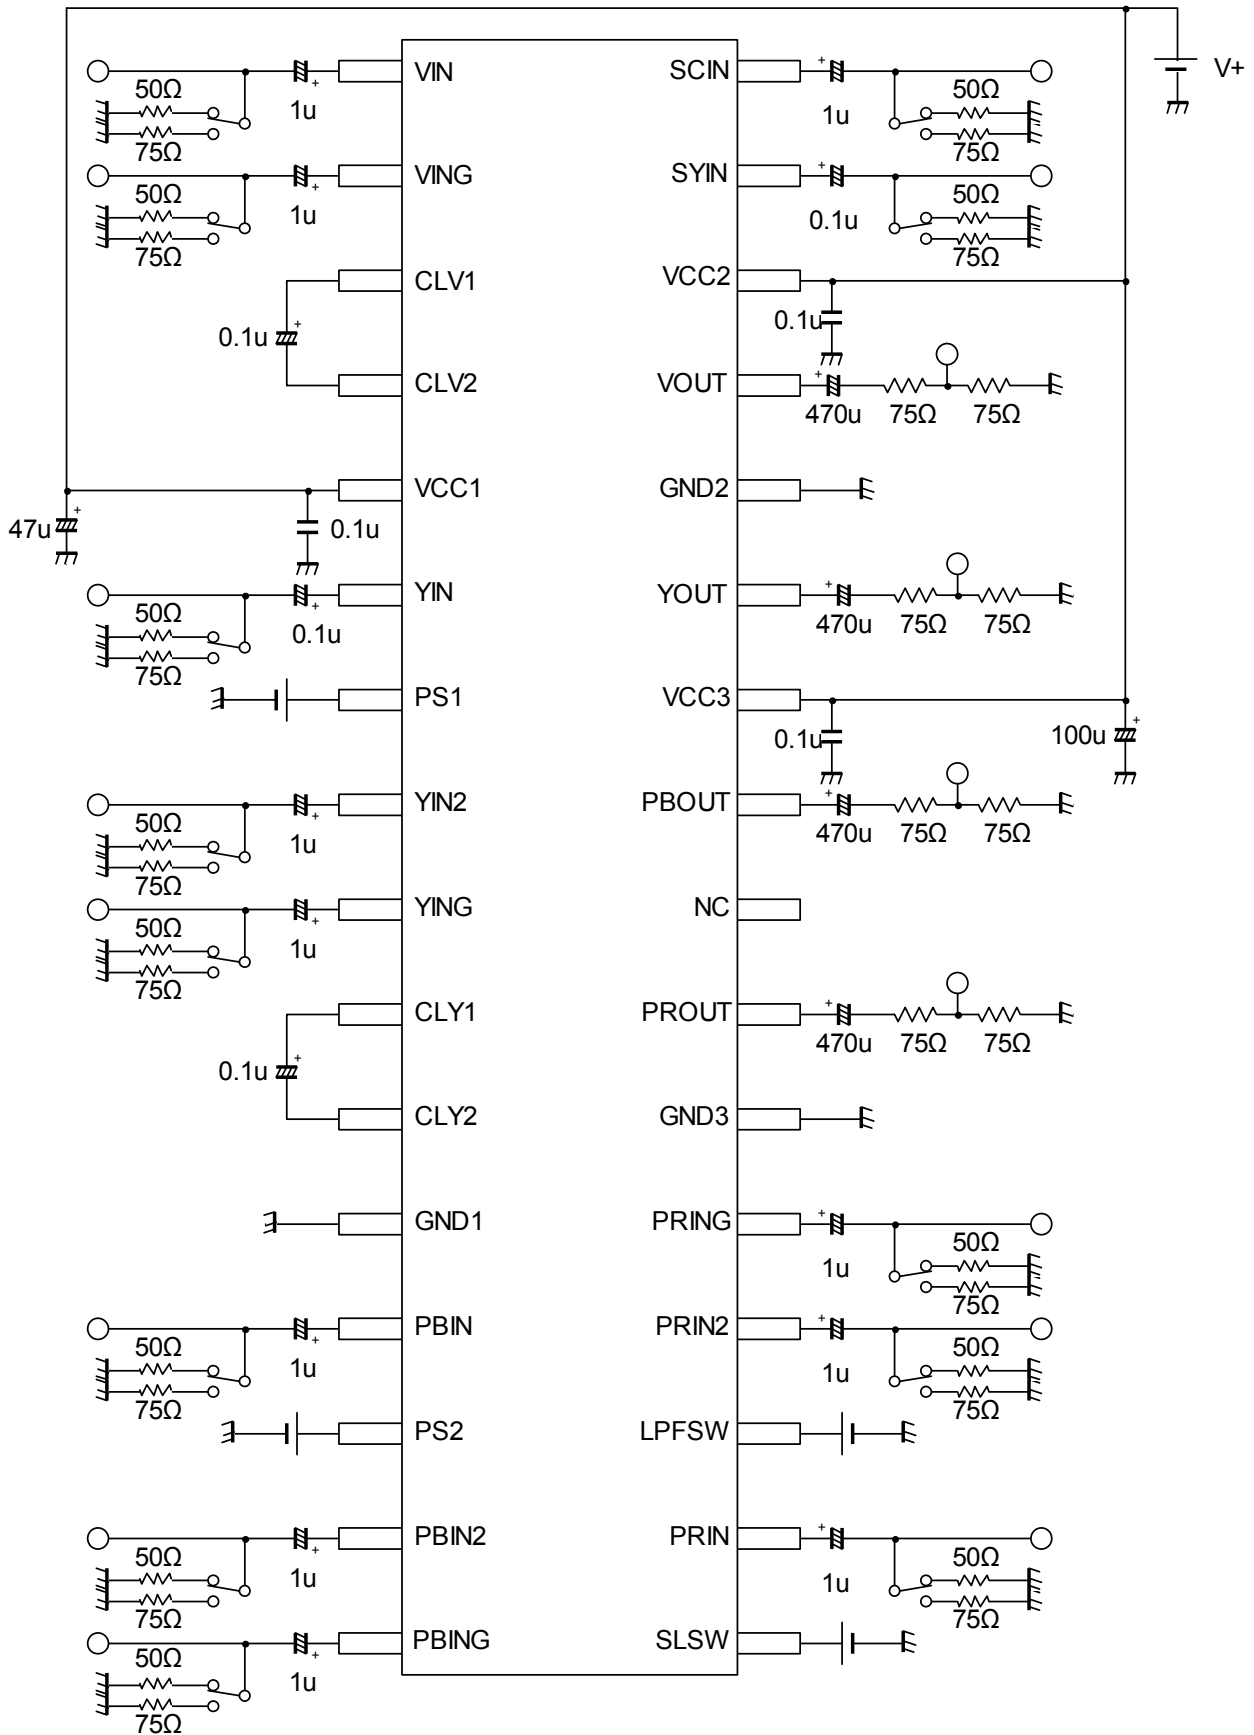 V+
VIN
SCIN
50Ω
1u
75Ω
1u
50Ω
75Ω
VING
SYIN
50Ω
1u
75Ω
0.1u
50Ω
75Ω
CLV1
VCC2
0.1u
0.1u
CLV2
VOUT
470u
75Ω
75Ω
VCC1
GND2
47u
0.1u
YIN
YOUT
50Ω
0.1u
75Ω
470u
75Ω
75Ω
PS1
VCC3
0.1u
100u
YIN2
PBOUT
50Ω
1u
75Ω
470u
75Ω
75Ω
YING
NC
50Ω
1u
75Ω
CLY1
PROUT
0.1u
470u
75Ω
75Ω
CLY2
GND3
GND1
PRING
1u
50Ω
75Ω
PBIN
PRIN2
50Ω
1u
75Ω
1u
50Ω
75Ω
PS2
LPFSW
PBIN2
PRIN
50Ω
1u
75Ω
1u
50Ω
75Ω
PBING
SLSW
50Ω
1u
75Ω